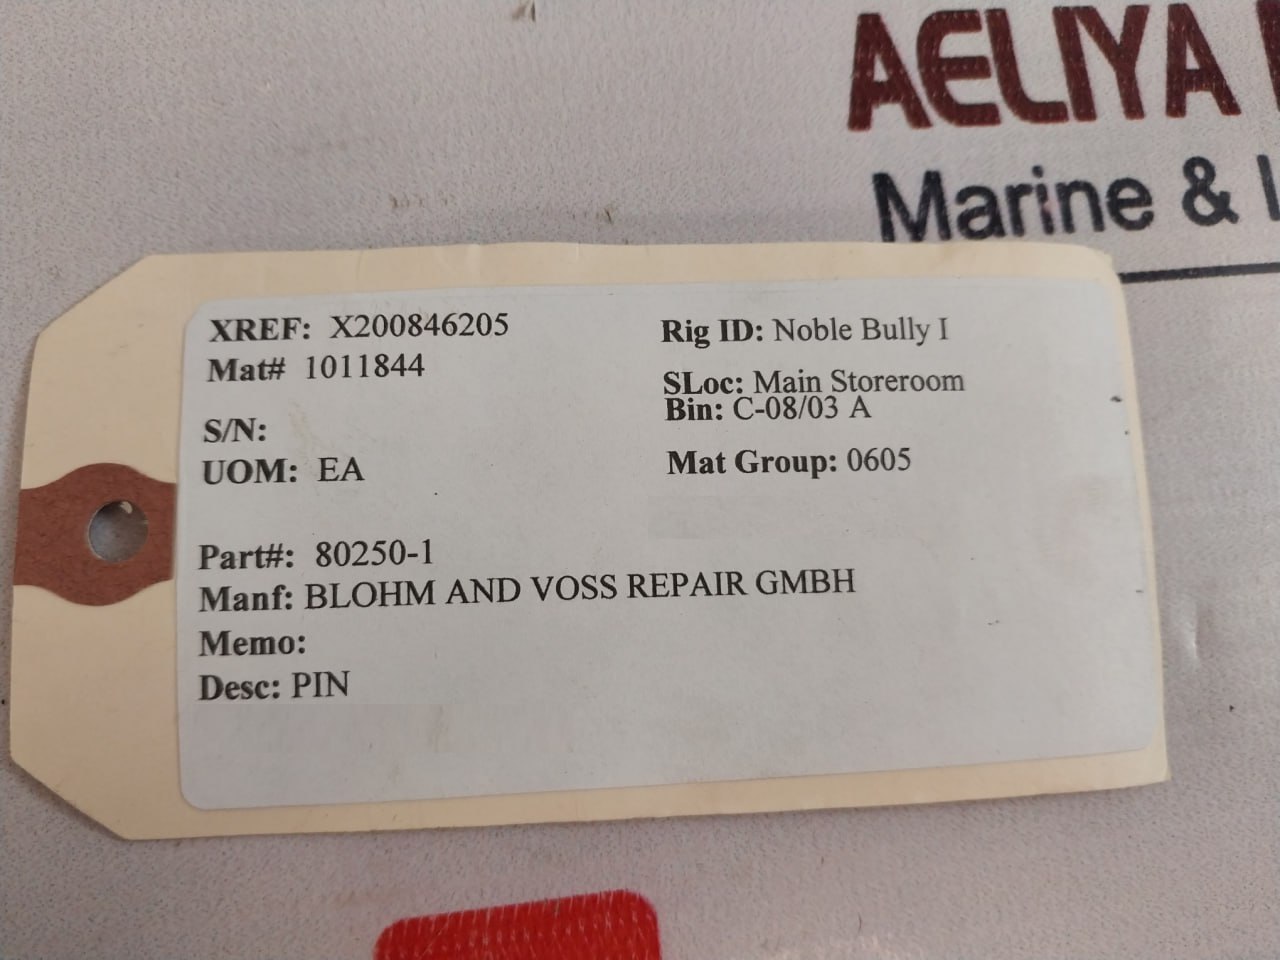 AELIYA
Marine &
XREF: X200846205
Mat# 1011844
S/N:
UOM: EA
Rig ID: Noble Bully I
SLoc: Main Storeroom
Bin: C-08/03 A
Mat Group: 0605
Part#: 80250-1
Manf: BLOHM AND VOSS REPAIR GMBH
Memo:
Desc: PIN